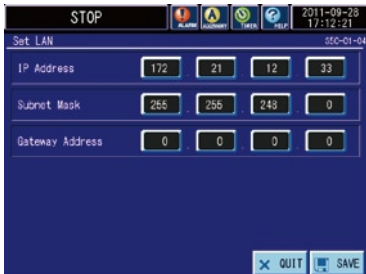 STOP ALARM ASSISTANT TIMER HELP 2011-09-28
17:12:21
Set LAN SSC-01-04
IP Address 172 . 21 . 12 . 33
Subnet Mask 255 . 255 . 248 . 0
Gateway Address 0 . 0 . 0 . 0
QUIT SAVE